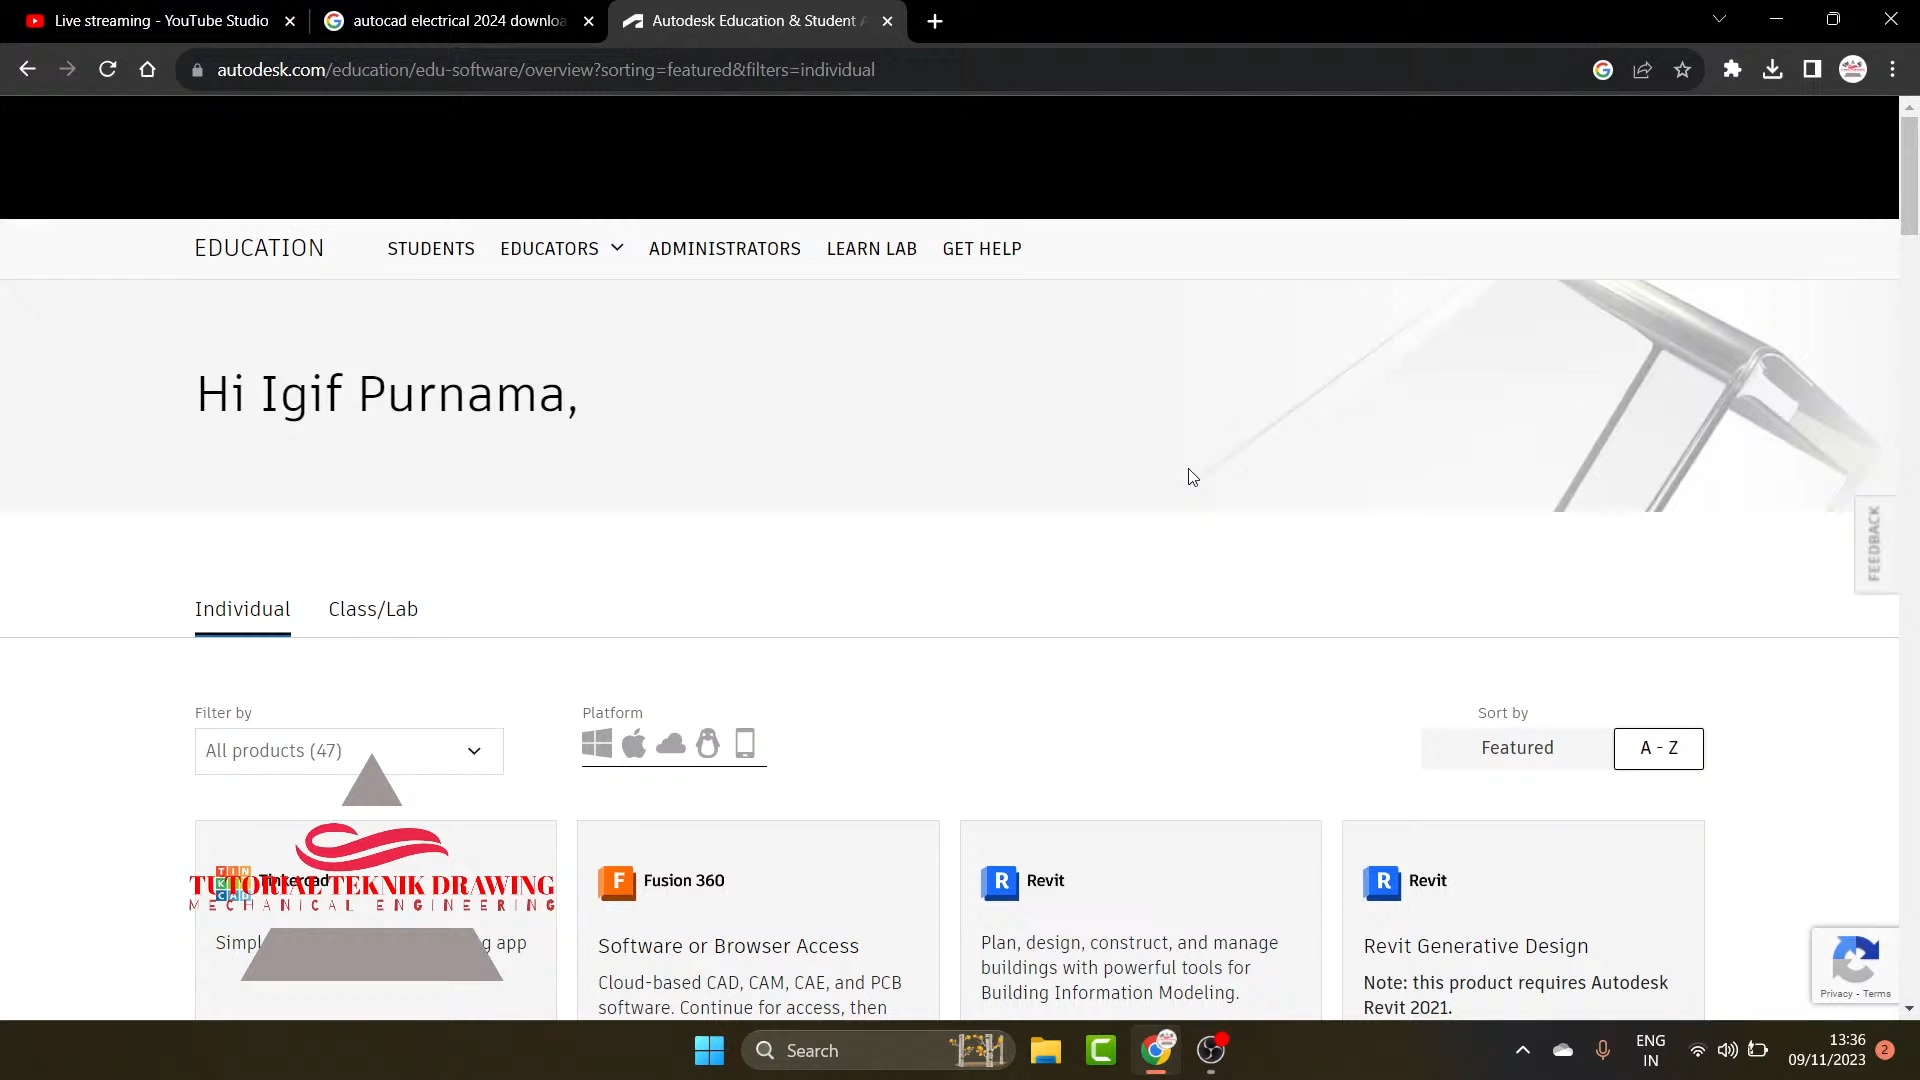 Live streaming - YouTube Studio
autocad electrical 2024 downlo
Autodesk Education & Student A
autodesk.com/education/edu-software/overview?sorting=featured&filters=individual
EDUCATION
STUDENTS
EDUCATORS
ADMINISTRATORS
LEARN LAB
GET HELP
Hi Igif Purnama,
FEEDBACK
Individual
Class/Lab
Filter by
Platform
Sort by
All products (47)
Featured
A - Z
Tinkercad
TUTORIAL TEKNIK DRAWING
MECHANICAL ENGINEERING
Simpl
g app
F
Fusion 360
Software or Browser Access
Cloud-based CAD, CAM, CAE, and PCB
software. Continue for access, then
R
Revit
Plan, design, construct, and manage
buildings with powerful tools for
Building Information Modeling.
R
Revit
Revit Generative Design
Note: this product requires Autodesk
Revit 2021.
Privacy - Terms
Search
ENG
IN
13:36
09/11/2023
2